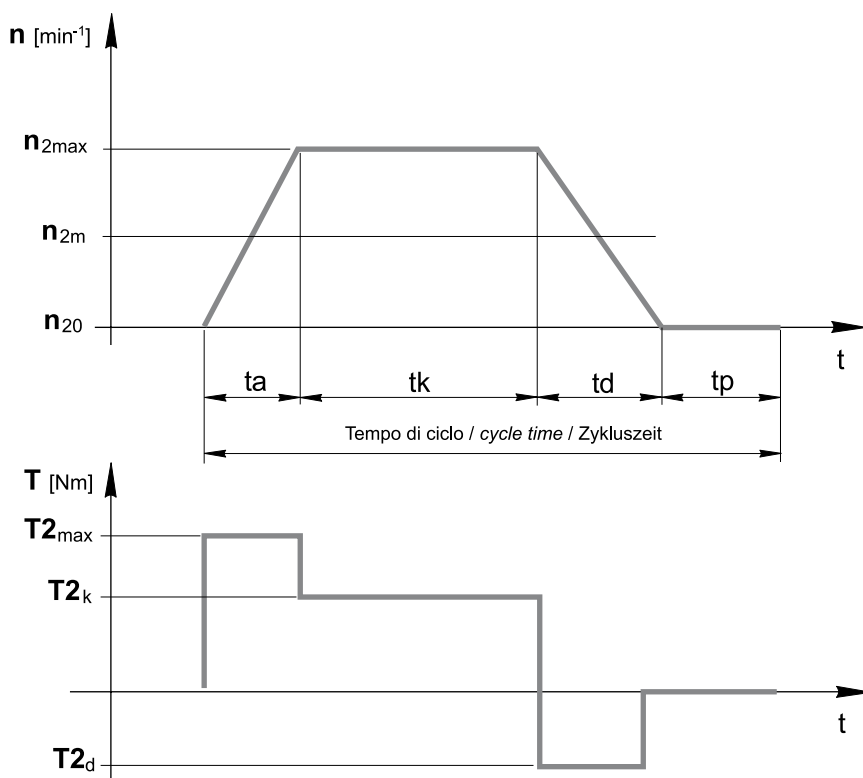 n [min-1]
n2max
n2m
n20
t
ta tk td tp
Tempo di ciclo / cycle time / Zykluszeit
T [Nm]
T2max
T2k
t
T2d